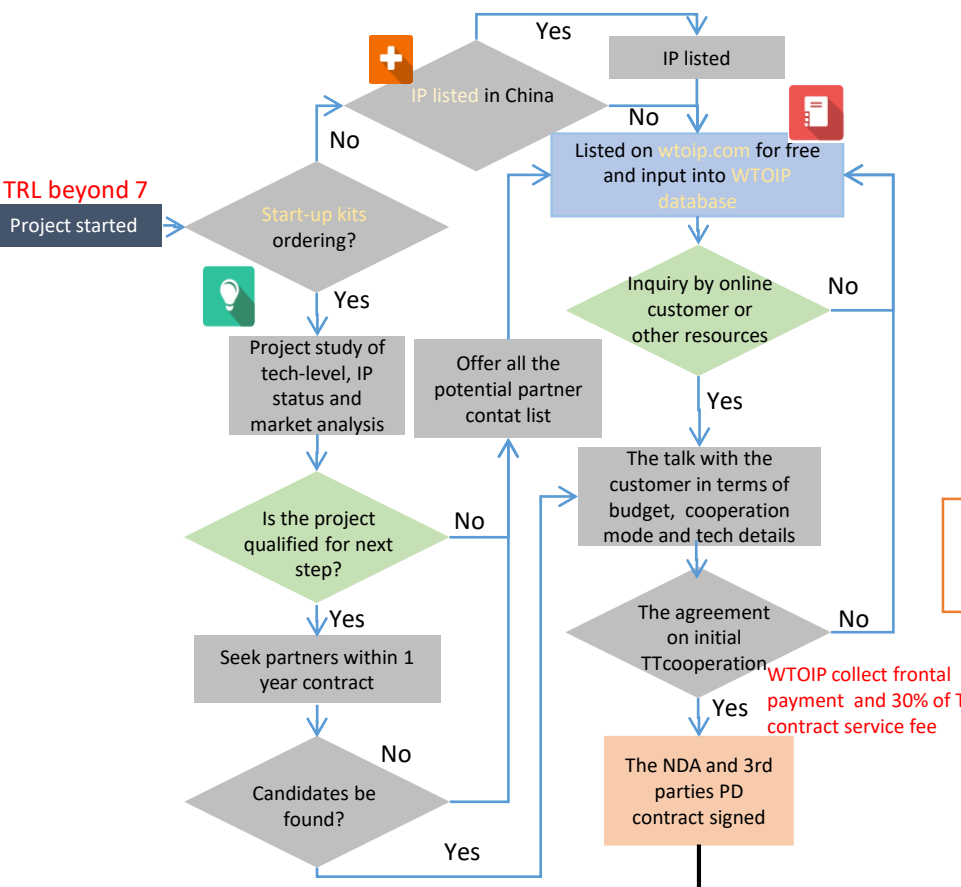 Yes
IP listed
IP listed in China
No
No
Listed on wtoip.com for free
and input into WTOIP
database
TRL beyond 7
Project started
Start-up kits
ordering?
Yes
Inquiry by online
customer or
other resources
No
Project study of
tech-level, IP
status and
market analysis
Offer all the
potential partner
contat list
Yes
The talk with the
customer in terms of
budget, cooperation
mode and tech details
Is the project
qualified for next
step?
No
Yes
The agreement
on initial
TTcooperation
No
Seek partners within 1
year contract
WTOIP collect frontal
payment and 30% of T
contract service fee
Yes
No
Candidates be
found?
The NDA and 3rd
parties PD
contract signed
Yes